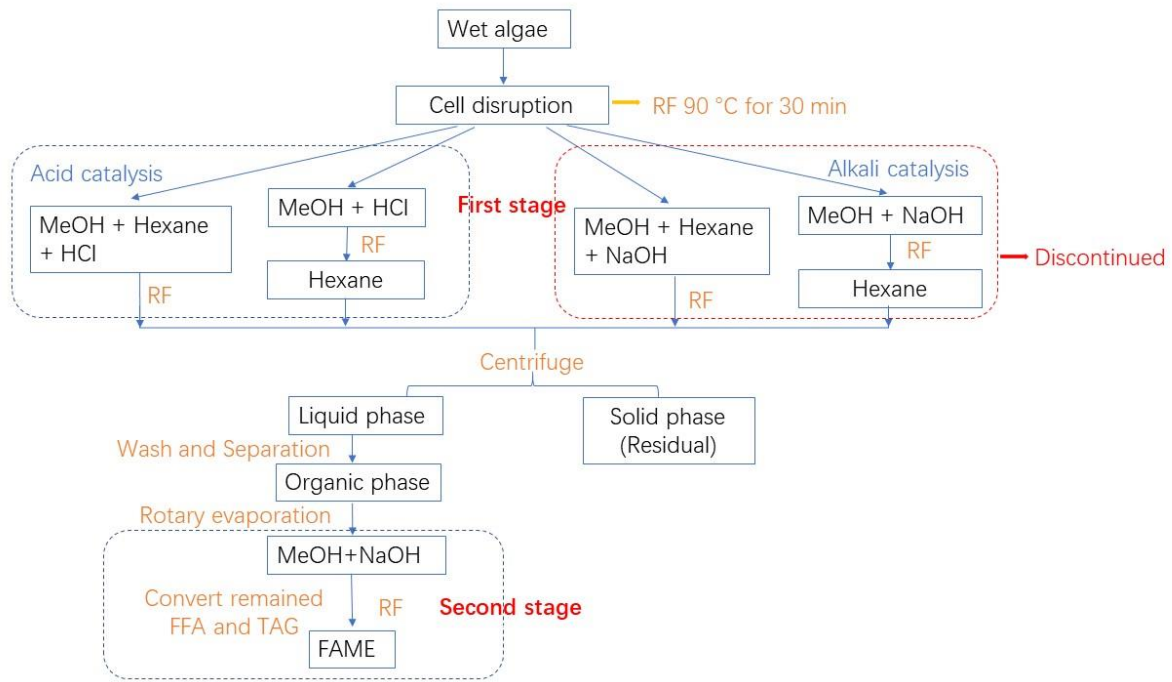 Wet algae
Cell disruption
RF 90 °C for 30 min
Acid catalysis
Alkali catalysis
MeOH + Hexane
+ HCl
MeOH + HCl
First stage
MeOH + Hexane
+ NaOH
MeOH + NaOH
RF
RF
Discontinued
Hexane
Hexane
RF
RF
Centrifuge
Liquid phase
Solid phase
(Residual)
Wash and Separation
Organic phase
Rotary evaporation
MeOH+NaOH
Convert remained
FFA and TAG
RF
Second stage
FAME